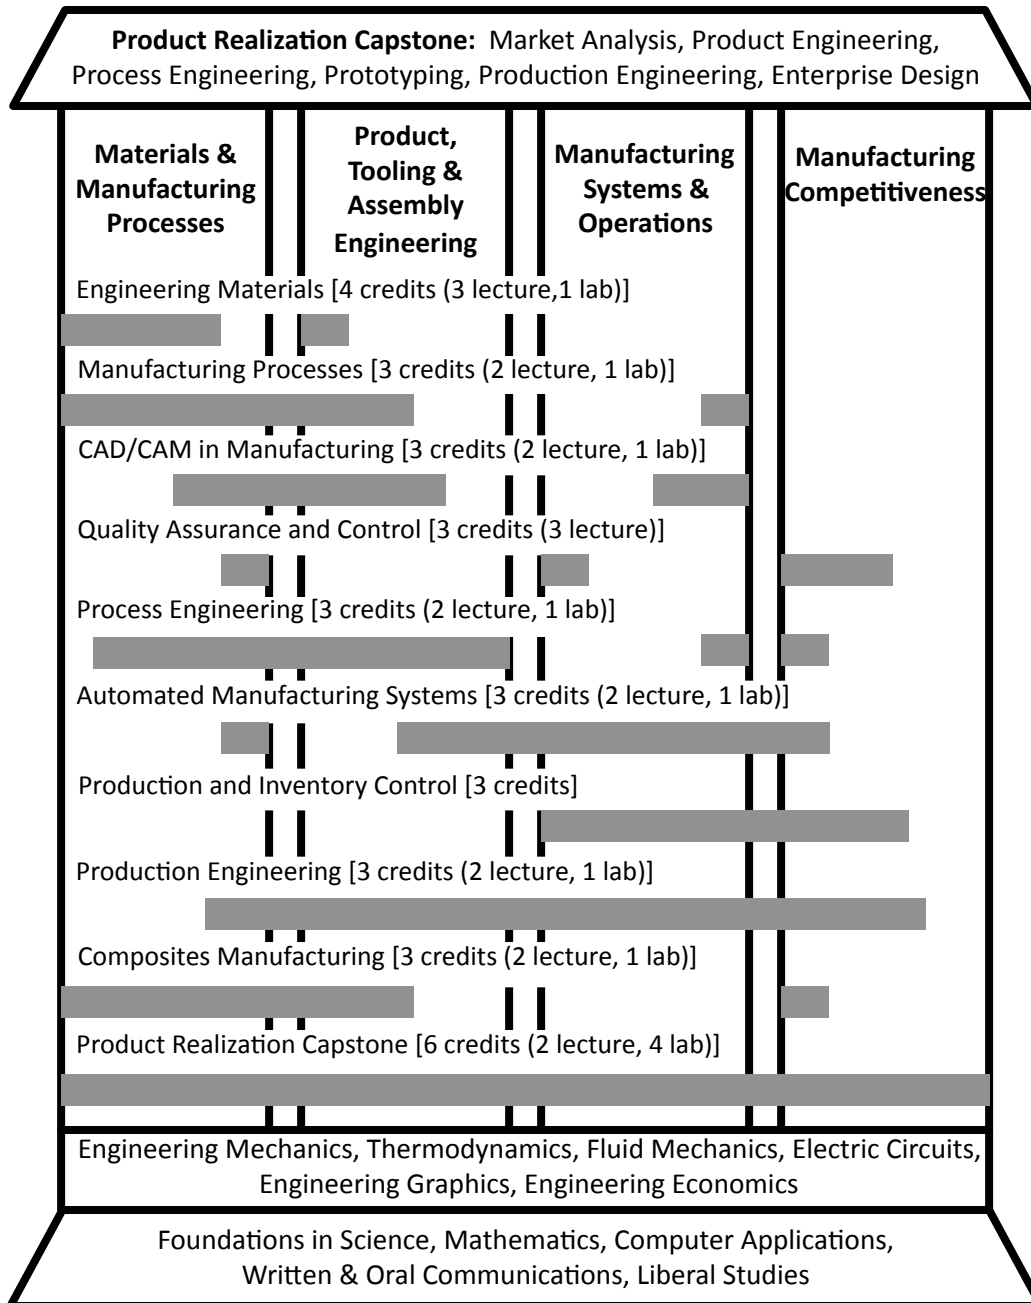 Product Realization Capstone: Market Analysis, Product Engineering,
Process Engineering, Prototyping, Production Engineering, Enterprise Design
Materials &
Manufacturing
Processes
Product,
Tooling &
Assembly
Engineering
Manufacturing
Systems &
Operations
Manufacturing
Competitiveness
Engineering Materials [4 credits (3 lecture,1 lab)]
Manufacturing Processes [3 credits (2 lecture, 1 lab)]
CAD/CAM in Manufacturing [3 credits (2 lecture, 1 lab)]
Quality Assurance and Control [3 credits (3 lecture)]
Process Engineering [3 credits (2 lecture, 1 lab)]
Automated Manufacturing Systems [3 credits (2 lecture, 1 lab)]
Production and Inventory Control [3 credits]
Production Engineering [3 credits (2 lecture, 1 lab)]
Composites Manufacturing [3 credits (2 lecture, 1 lab)]
Product Realization Capstone [6 credits (2 lecture, 4 lab)]
Engineering Mechanics, Thermodynamics, Fluid Mechanics, Electric Circuits,
Engineering Graphics, Engineering Economics
Foundations in Science, Mathematics, Computer Applications,
Written & Oral Communications, Liberal Studies